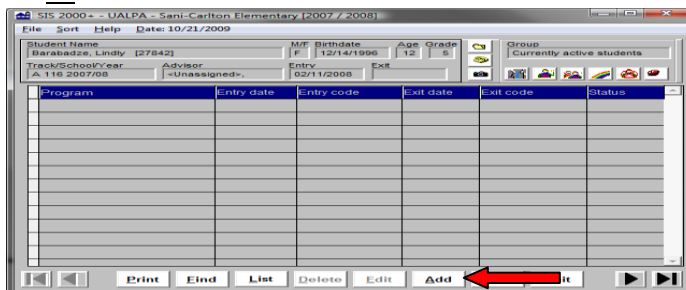 SIS 2000+ - UALPA - Sani-Carlton Elementary [2007 / 2008]
File Sort Help Date: 10/21/2009
Student Name M/F Birthdate Age Grade Group
Barabadze, Lindly [27842] F 12/14/1996 12 5 Currently active students
Track/School/Year Advisor Entry Exit
A 116 2007/08 <Unassigned>, 02/11/2008
Program Entry date Entry code Exit date Exit code Status
Print Find List Delete Edit Add it